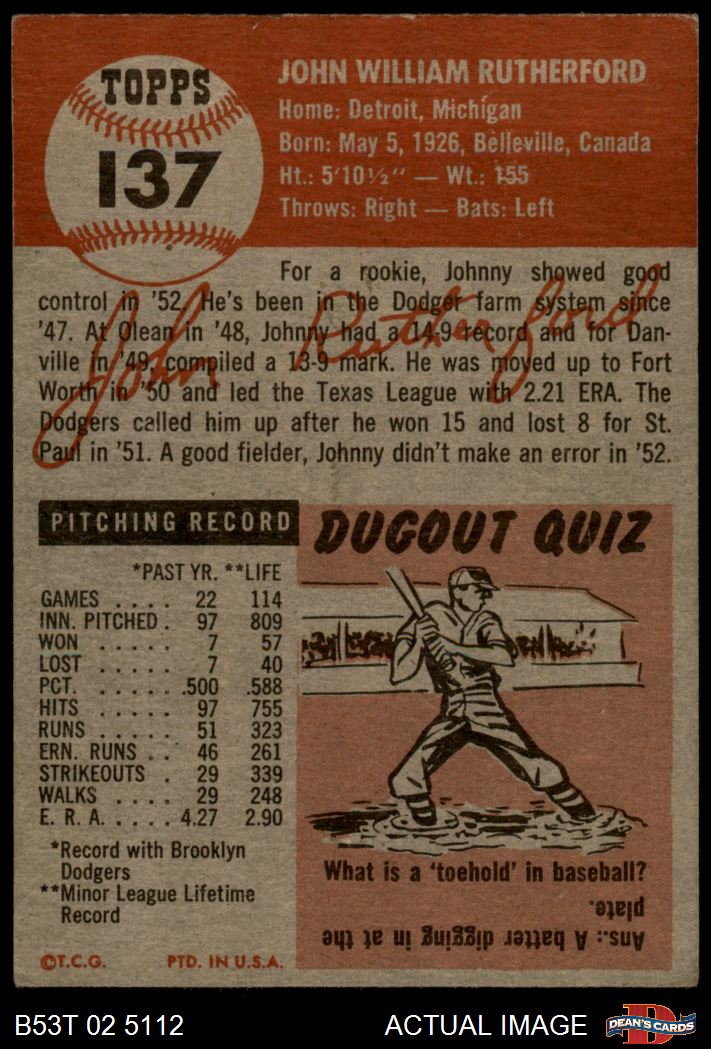 TOPPS
137
JOHN WILLIAM RUTHERFORD
Home: Detroit, Michigan
Born: May 5, 1926, Belleville, Canada
Ht.: 5'10½" — Wt.: 155
Throws: Right — Bats: Left
For a rookie, Johnny showed good
control in '52. He's been in the Dodger farm system since
'47. At Olean in '48, Johnny had a 14-9 record and for Dan-
ville in '49, compiled a 13-9 mark. He was moved up to Fort
Worth in '50 and led the Texas League with 2.21 ERA. The
Dodgers called him up after he won 15 and lost 8 for St.
Paul in '51. A good fielder, Johnny didn't make an error in '52.
John Rutherford
PITCHING RECORD
*PAST YR. **LIFE
GAMES . . . . 22 114
INN. PITCHED . 97 809
WON . . . . . 7 57
LOST . . . . . 7 40
PCT. . . . . . .500 .588
HITS . . . . . 97 755
RUNS . . . . . 51 323
ERN. RUNS . . 46 261
STRIKEOUTS . 29 339
WALKS . . . . 29 248
E. R. A. . . . . . 4.27 2.90
*Record with Brooklyn
Dodgers
**Minor League Lifetime
Record
©T.C.G. PTD. IN U.S.A.
DUGOUT QUIZ
What is a 'toehold' in baseball?
Ans.: A batter digging in at the
plate.
B53T 02 5112
ACTUAL IMAGE
D
DEAN'S CARDS